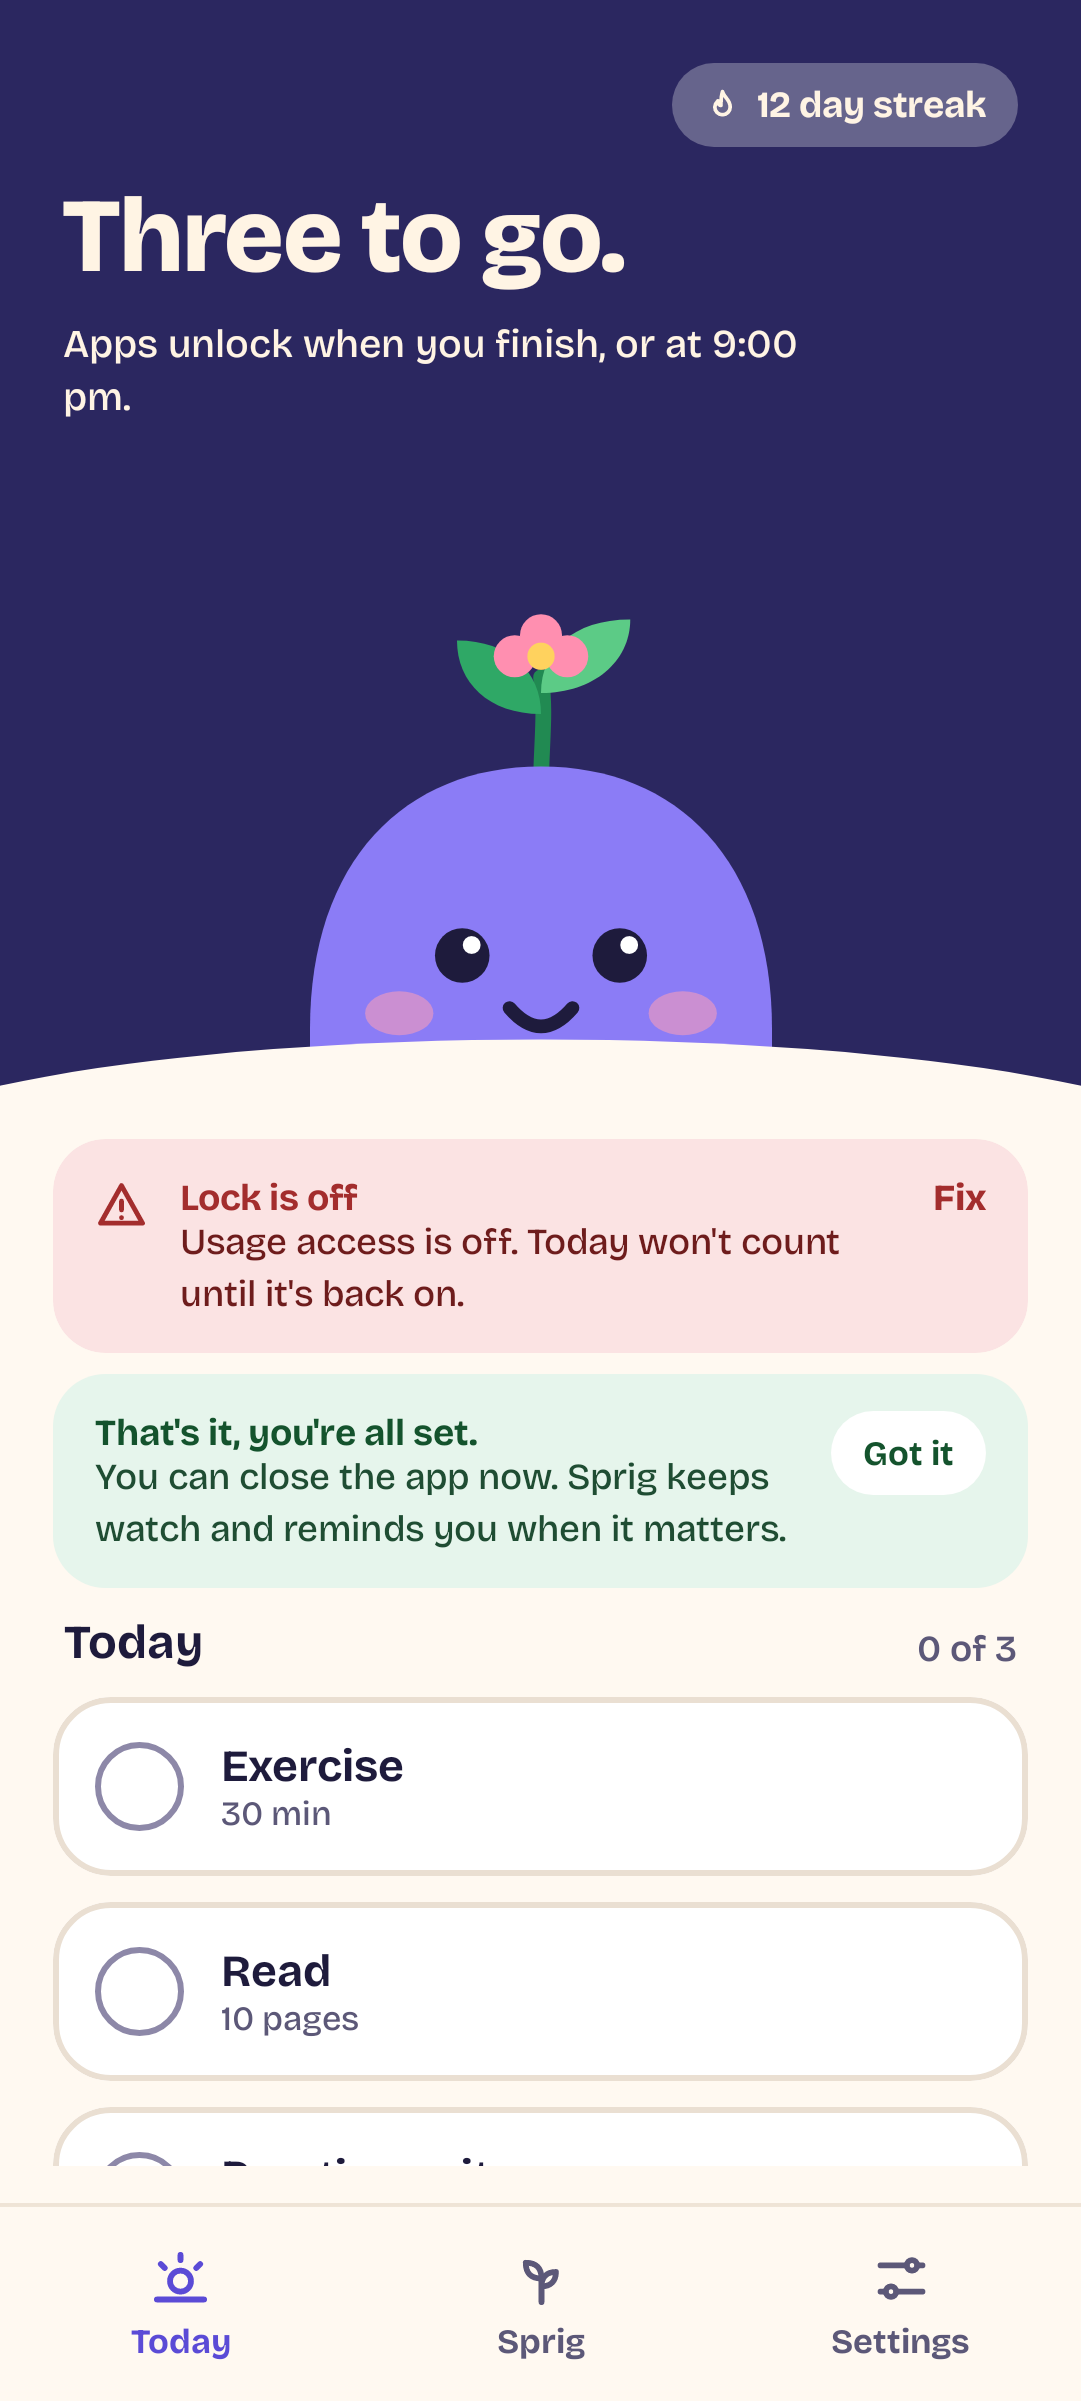 12 day streak
Three to go.
Apps unlock when you finish, or at 9:00
pm.
Lock is off
Fix
Usage access is off. Today won't count
until it's back on.
That's it, you're all set.
Got it
You can close the app now. Sprig keeps
watch and reminds you when it matters.
Today
0 of 3
Exercise
30 min
Read
10 pages
Today
Sprig
Settings